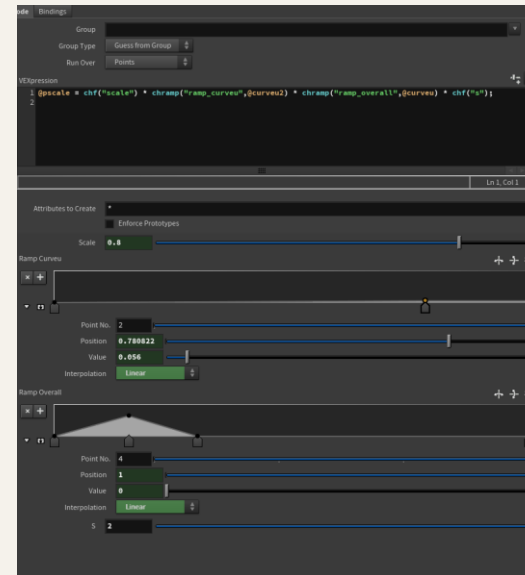 ode Bindings
Group
Group Type Guess from Group
Run Over Points
VEXpression
1 @pscale = chf("scale") * chramp("ramp_curveu",@curveu2) * chramp("ramp_overall",@curveu) * chf("s");
2
Ln 1, Col 1
Attributes to Create *
Enforce Prototypes
Scale 0.8
Ramp Curveu
Point No. 2
Position 0.780822
Value 0.056
Interpolation Linear
Ramp Overall
Point No. 4
Position 1
Value 0
Interpolation Linear
S 2